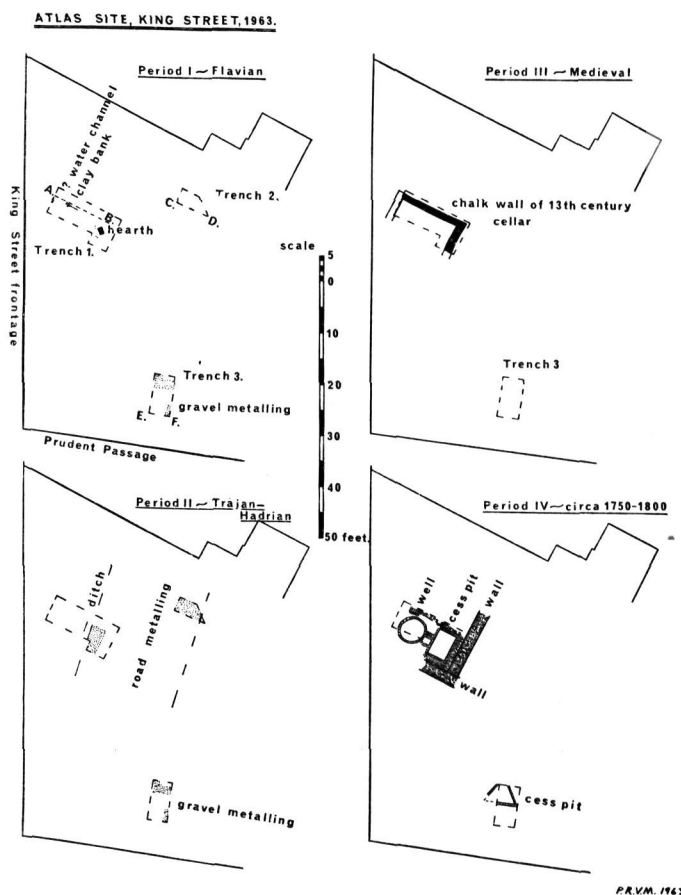 ATLAS SITE, KING STREET, 1963.
Period I ~ Flavian
? water channel
clay bank
A.
B.
hearth
Trench 1.
C.
D.
Trench 2.
King Street frontage
Trench 3.
gravel metalling
E.
F.
Prudent Passage
scale
5
0
10
20
30
40
50 feet.
Period III ~ Medieval
chalk wall of 13th century
cellar
Trench 3
Period II ~ Trajan–
Hadrian
ditch
road metalling
gravel metalling
Period IV ~ circa 1750-1800
well
cess pit
wall
wall
cess pit
P.R.V.M. 1963